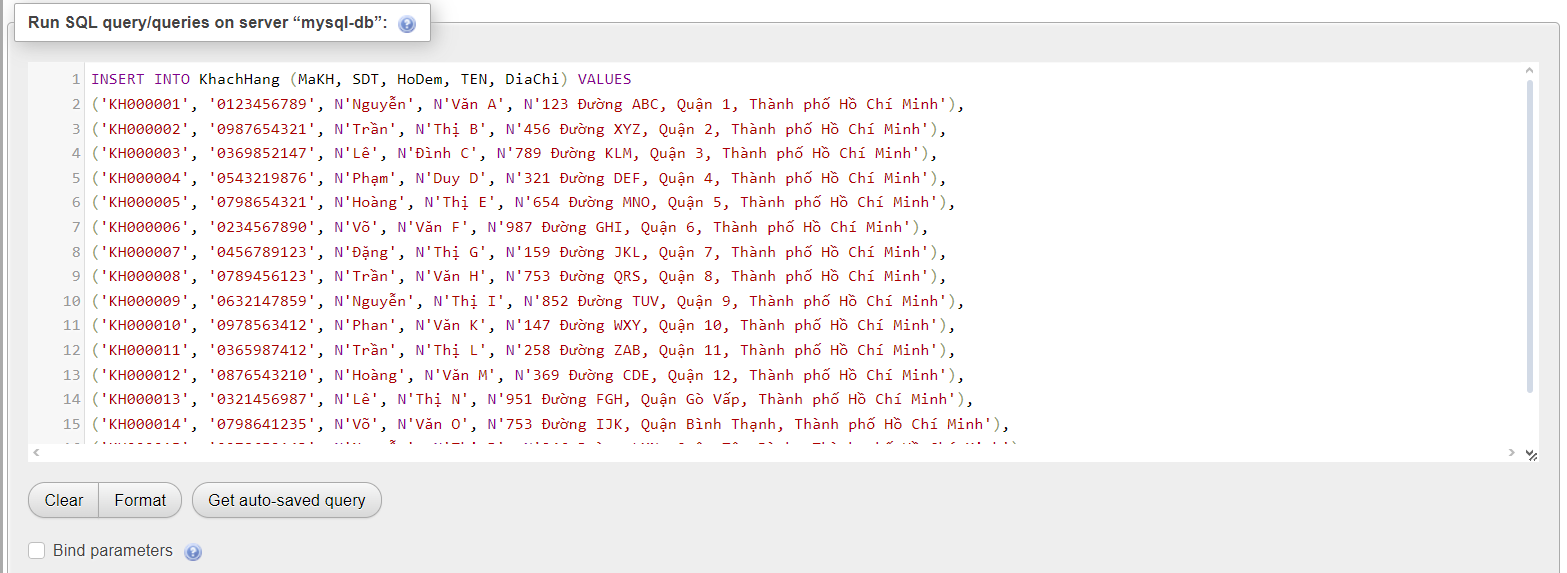 Run SQL query/queries on server “mysql-db”:
1 INSERT INTO KhachHang (MaKH, SDT, HoDem, TEN, DiaChi) VALUES
2 ('KH000001', '0123456789', N'Nguyễn', N'Văn A', N'123 Đường ABC, Quận 1, Thành phố Hồ Chí Minh'),
3 ('KH000002', '0987654321', N'Trần', N'Thị B', N'456 Đường XYZ, Quận 2, Thành phố Hồ Chí Minh'),
4 ('KH000003', '0369852147', N'Lê', N'Đình C', N'789 Đường KLM, Quận 3, Thành phố Hồ Chí Minh'),
5 ('KH000004', '0543219876', N'Phạm', N'Duy D', N'321 Đường DEF, Quận 4, Thành phố Hồ Chí Minh'),
6 ('KH000005', '0798654321', N'Hoàng', N'Thị E', N'654 Đường MNO, Quận 5, Thành phố Hồ Chí Minh'),
7 ('KH000006', '0234567890', N'Võ', N'Văn F', N'987 Đường GHI, Quận 6, Thành phố Hồ Chí Minh'),
8 ('KH000007', '0456789123', N'Đặng', N'Thị G', N'159 Đường JKL, Quận 7, Thành phố Hồ Chí Minh'),
9 ('KH000008', '0789456123', N'Trần', N'Văn H', N'753 Đường QRS, Quận 8, Thành phố Hồ Chí Minh'),
10 ('KH000009', '0632147859', N'Nguyễn', N'Thị I', N'852 Đường TUV, Quận 9, Thành phố Hồ Chí Minh'),
11 ('KH000010', '0978563412', N'Phan', N'Văn K', N'147 Đường WXY, Quận 10, Thành phố Hồ Chí Minh'),
12 ('KH000011', '0365987412', N'Trần', N'Thị L', N'258 Đường ZAB, Quận 11, Thành phố Hồ Chí Minh'),
13 ('KH000012', '0876543210', N'Hoàng', N'Văn M', N'369 Đường CDE, Quận 12, Thành phố Hồ Chí Minh'),
14 ('KH000013', '0321456987', N'Lê', N'Thị N', N'951 Đường FGH, Quận Gò Vấp, Thành phố Hồ Chí Minh'),
15 ('KH000014', '0798641235', N'Võ', N'Văn O', N'753 Đường IJK, Quận Bình Thạnh, Thành phố Hồ Chí Minh'),
Clear Format Get auto-saved query
Bind parameters